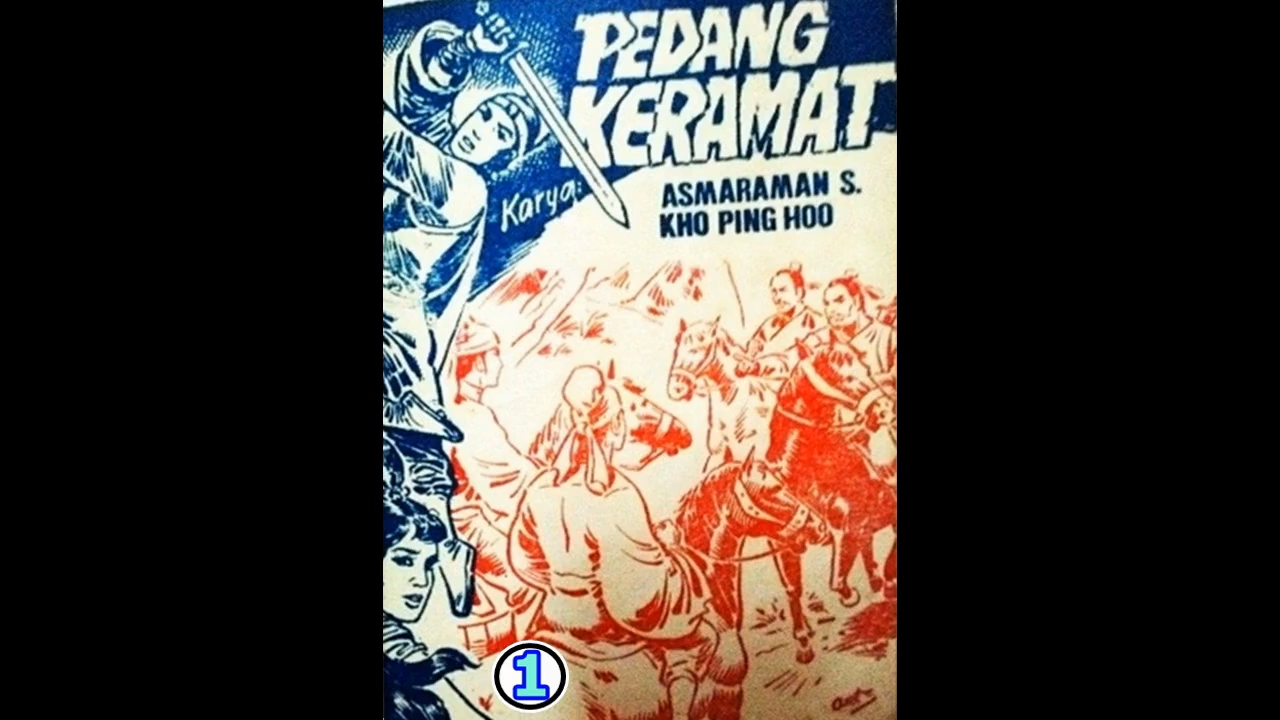 PEDANG
KERAMAT
Karya:
ASMARAMAN S.
KHO PING HOO
1